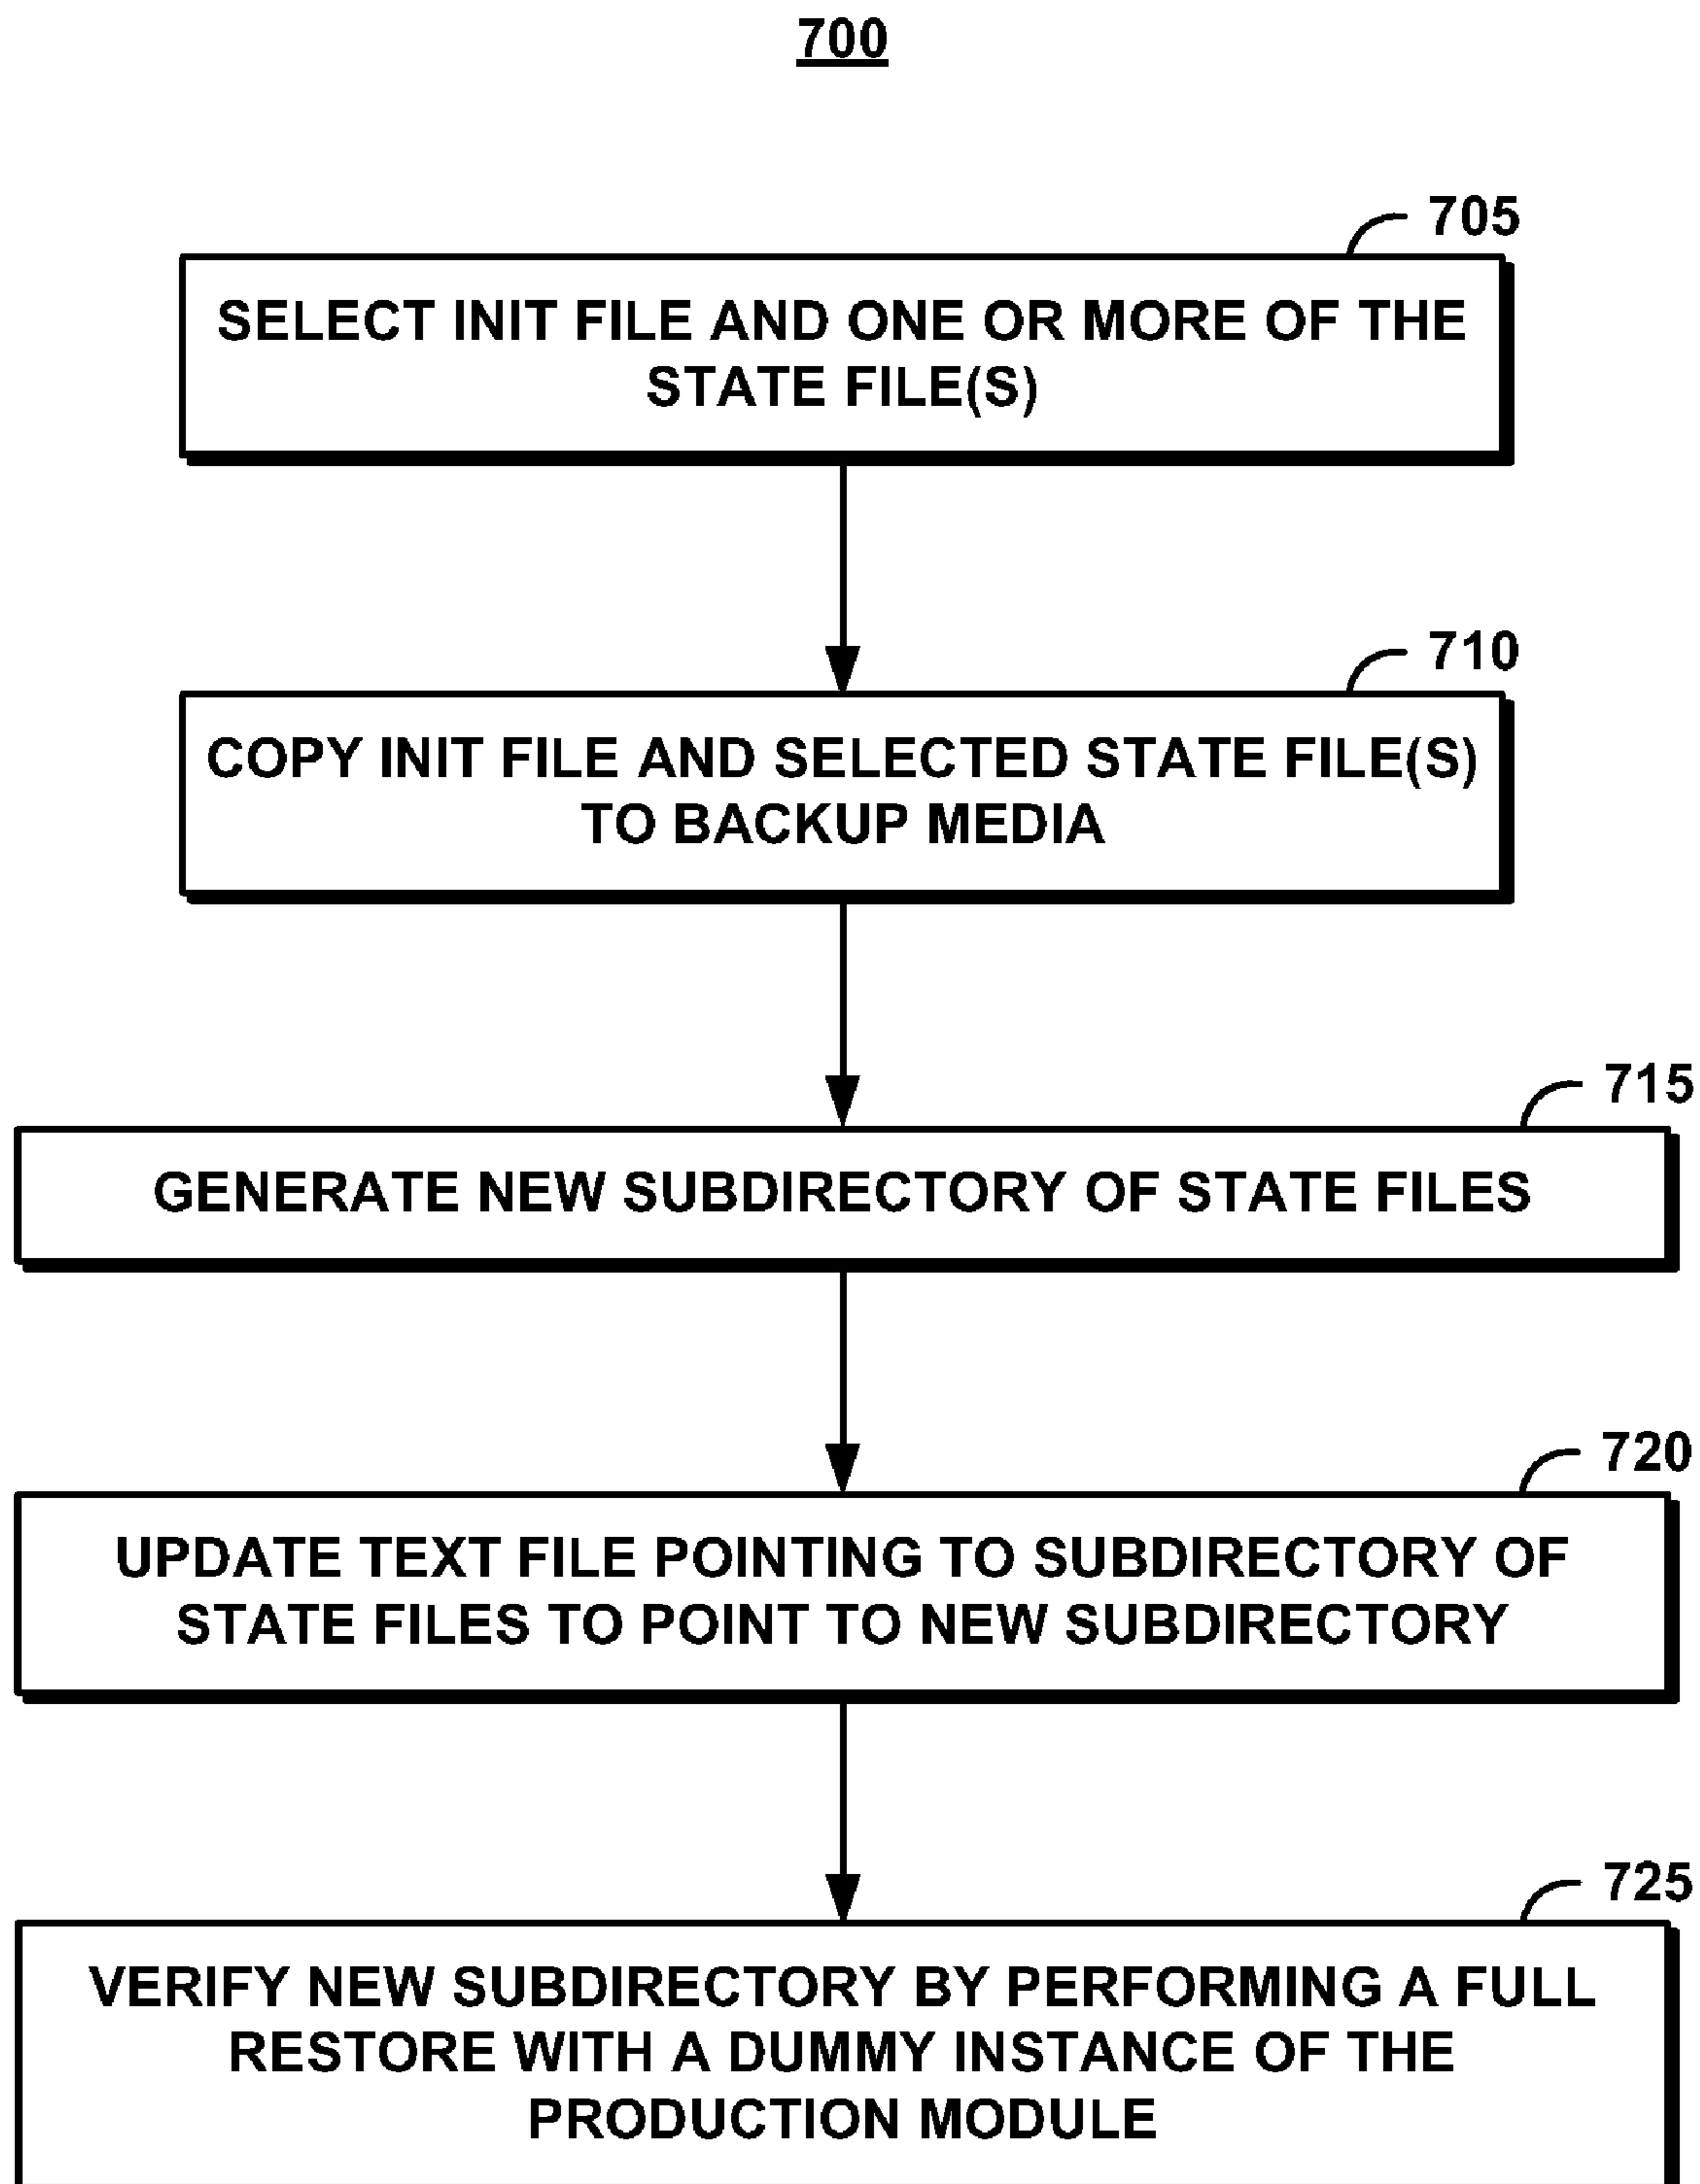 700
705
SELECT INIT FILE AND ONE OR MORE OF THE
STATE FILE(S)
710
COPY INIT FILE AND SELECTED STATE FILE(S)
TO BACKUP MEDIA
715
GENERATE NEW SUBDIRECTORY OF STATE FILES
720
UPDATE TEXT FILE POINTING TO SUBDIRECTORY OF
STATE FILES TO POINT TO NEW SUBDIRECTORY
725
VERIFY NEW SUBDIRECTORY BY PERFORMING A FULL
RESTORE WITH A DUMMY INSTANCE OF THE
PRODUCTION MODULE